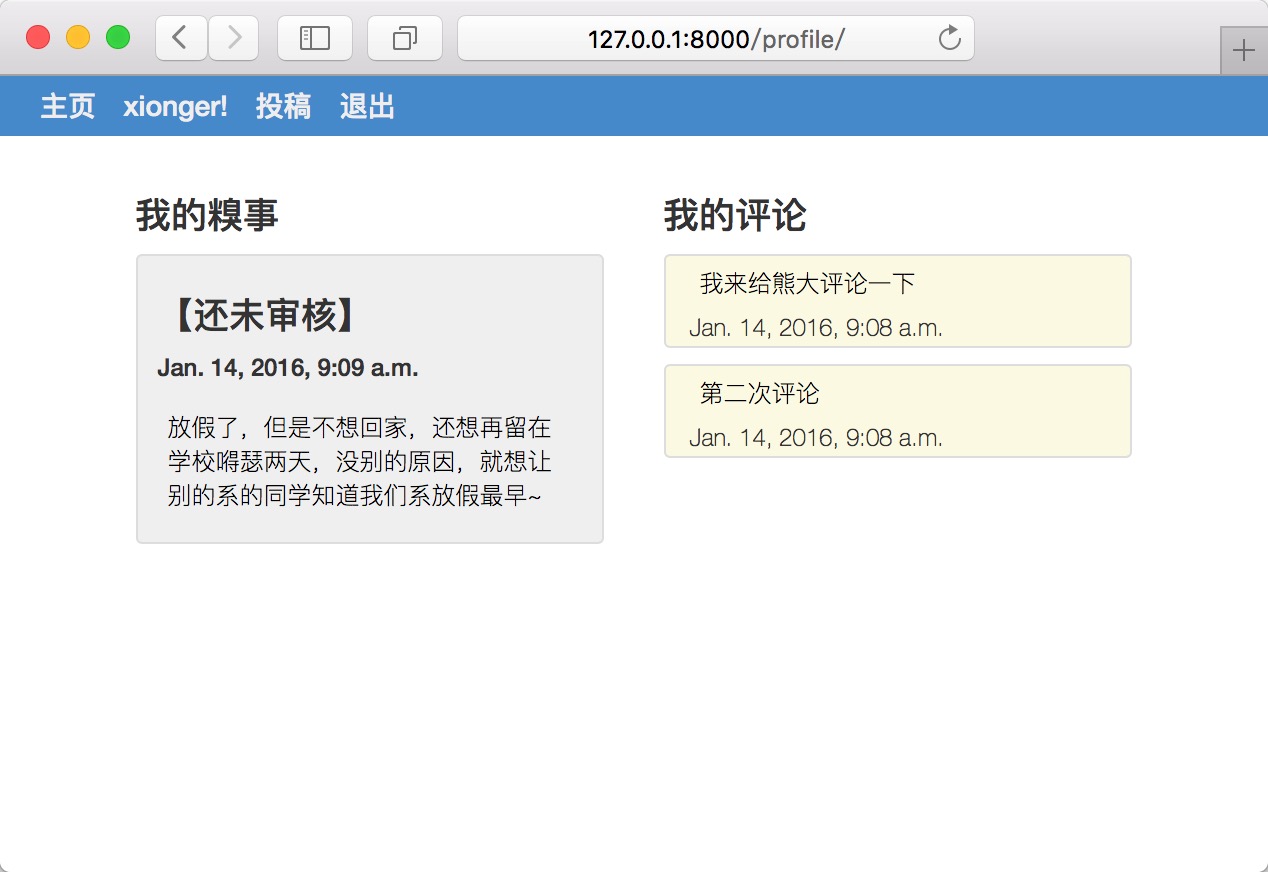 127.0.0.1:8000/profile/
主页 xionger! 投稿 退出
我的糗事
【还未审核】
Jan. 14, 2016, 9:09 a.m.
放假了，但是不想回家，还想再留在
学校嘚瑟两天，没别的原因，就想让
别的系的同学知道我们系放假最早~
我的评论
我来给熊大评论一下
Jan. 14, 2016, 9:08 a.m.
第二次评论
Jan. 14, 2016, 9:08 a.m.